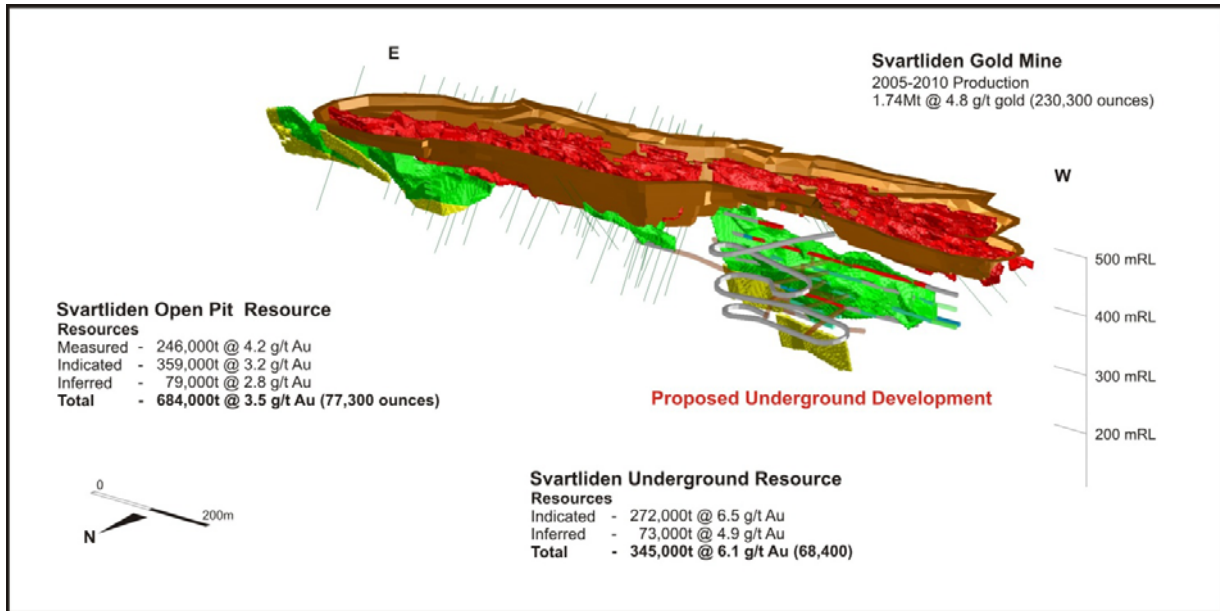 E
Svartliden Gold Mine
2005-2010 Production
1.74Mt @ 4.8 g/t gold (230,300 ounces)
W
500 mRL
400 mRL
300 mRL
200 mRL
Svartliden Open Pit Resource
Resources
Measured - 246,000t @ 4.2 g/t Au
Indicated - 359,000t @ 3.2 g/t Au
Inferred - 79,000t @ 2.8 g/t Au
Total - 684,000t @ 3.5 g/t Au (77,300 ounces)
Proposed Underground Development
Svartliden Underground Resource
Resources
Indicated - 272,000t @ 6.5 g/t Au
Inferred - 73,000t @ 4.9 g/t Au
Total - 345,000t @ 6.1 g/t Au (68,400)
0
200m
N